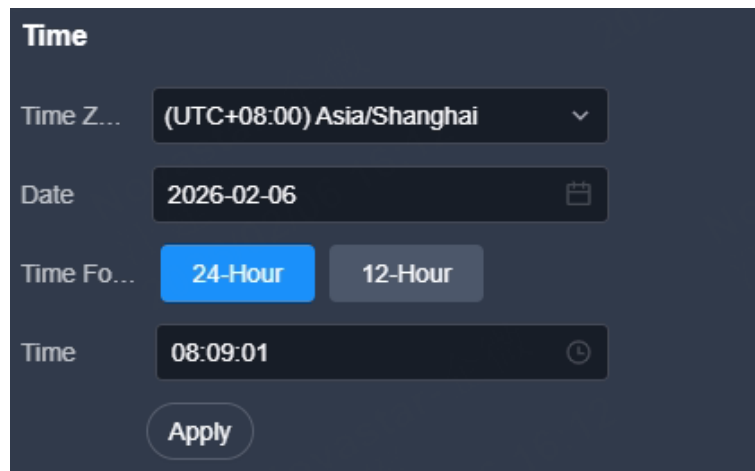 Time
Time Z... (UTC+08:00) Asia/Shanghai
Date 2026-02-06
Time Fo... 24-Hour 12-Hour
Time 08:09:01
Apply